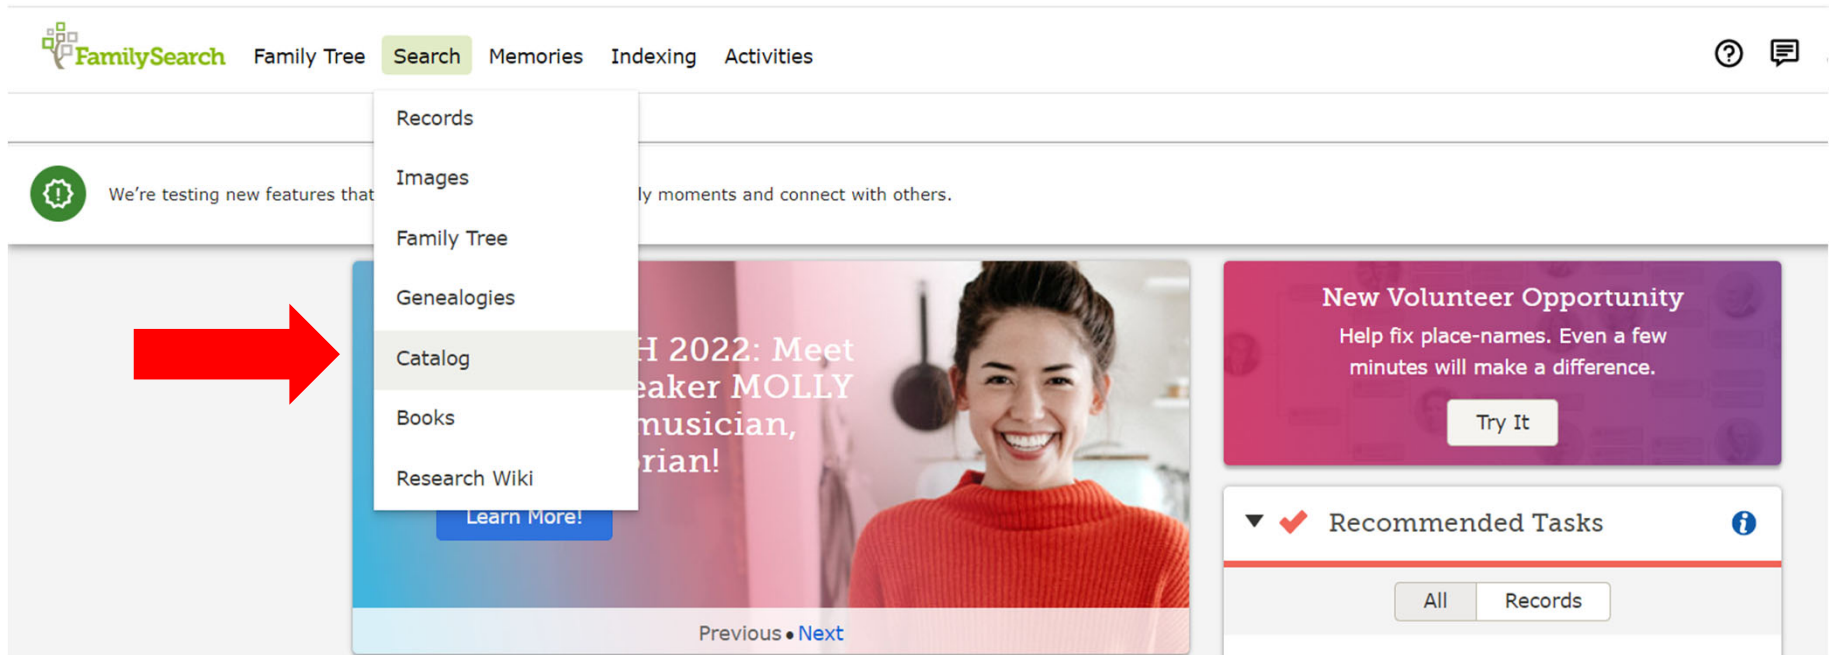 FamilySearch Family Tree Search Memories Indexing Activities
Records
Images
Family Tree
Genealogies
Catalog
Books
Research Wiki
We're testing new features that
ly moments and connect with others.
H 2022: Meet
eaker MOLLY
musician,
rian!
Learn More!
Previous • Next
New Volunteer Opportunity
Help fix place-names. Even a few
minutes will make a difference.
Try It
Recommended Tasks
All Records